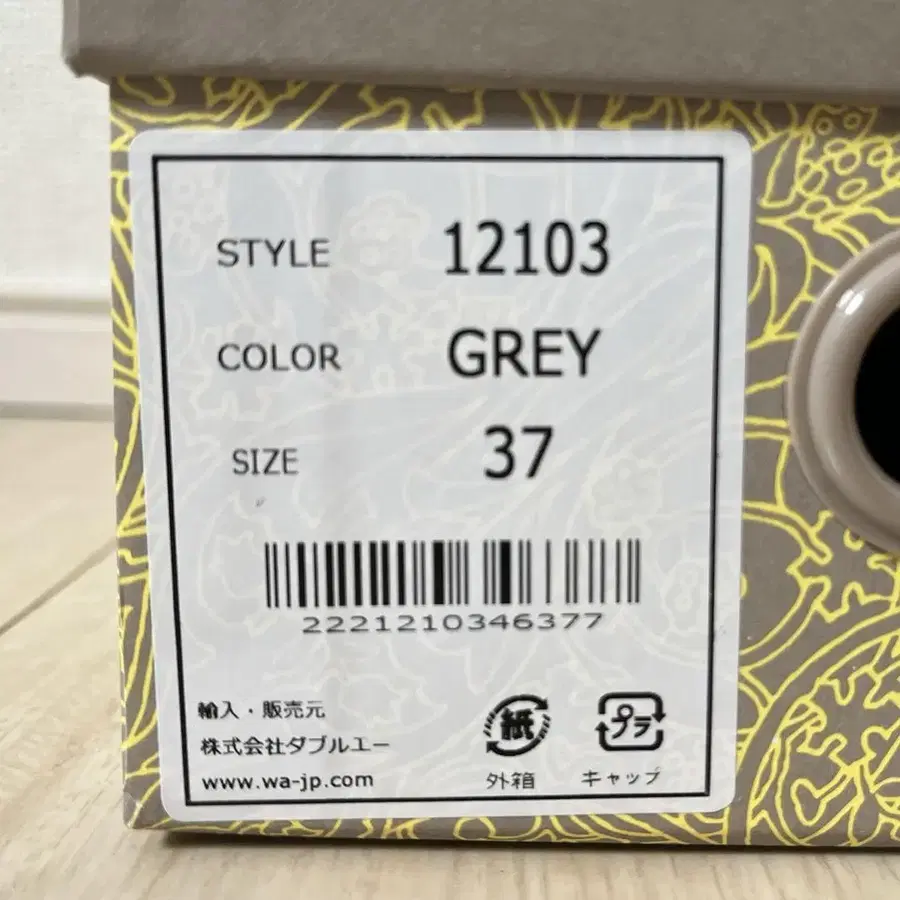 STYLE 12103
COLOR GREY
SIZE 37
2221210346377
輸入・販売元
株式会社ダブルエー
www.wa-jp.com
紙
外箱
プラ
キャップ